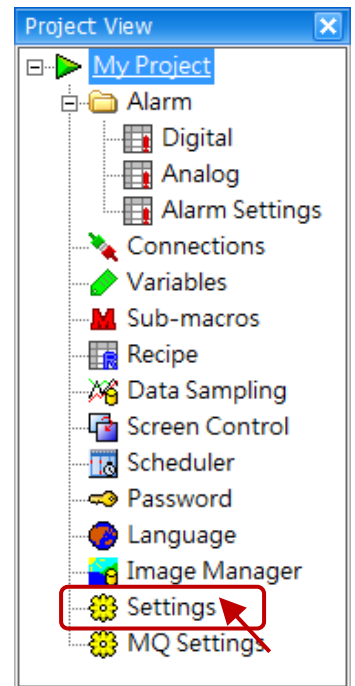 Project View
My Project
Alarm
Digital
Analog
Alarm Settings
Connections
Variables
Sub-macros
Recipe
Data Sampling
Screen Control
Scheduler
Password
Language
Image Manager
Settings
MQ Settings